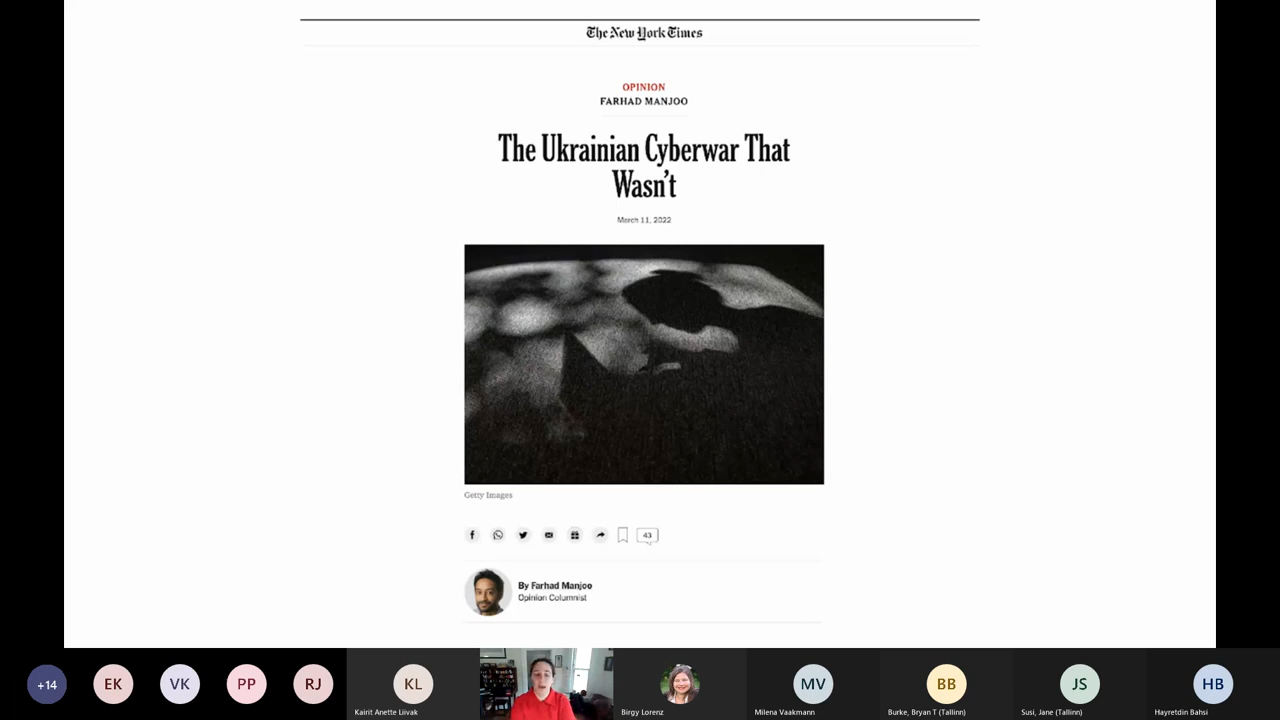 The New York Times
OPINION
FARHAD MANJOO
The Ukrainian Cyberwar That
Wasn't
March 11, 2022
Getty Images
43
By Farhad Manjoo
Opinion Columnist
+14
EK
VK
PP
RJ
KL
MV
BB
JS
HB
Kairit Anette Liivak
Birgy Lorenz
Milena Vaakmann
Burke, Bryan T (Tallinn)
Susi, Jane (Tallinn)
Hayretdin Bahsi